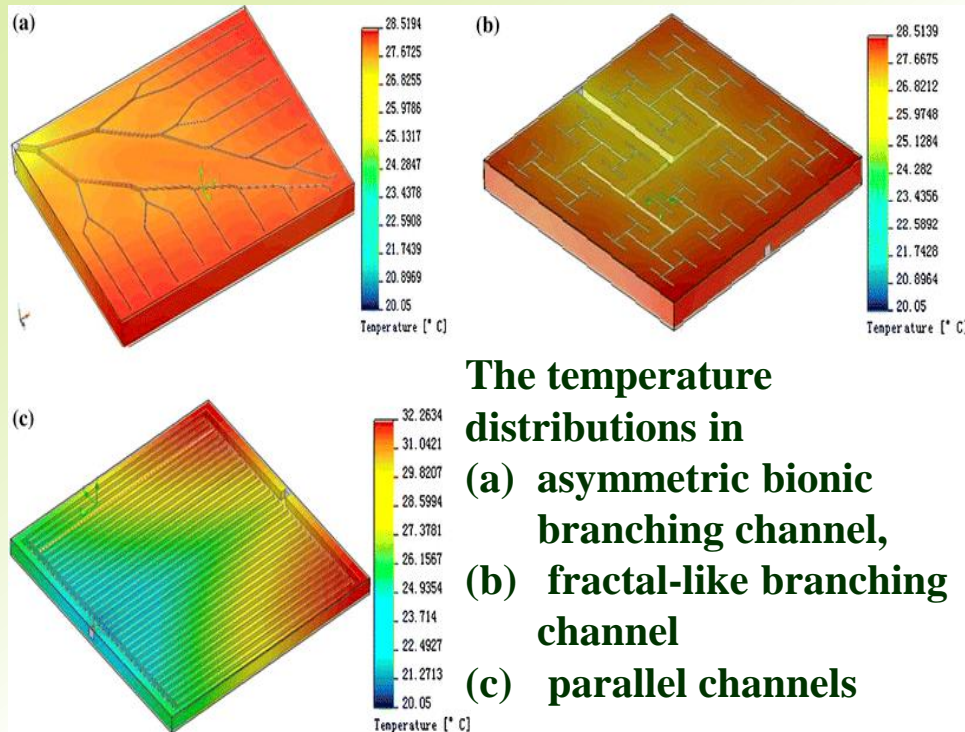 (a)
28.5194
27.6725
26.8255
25.9786
25.1317
24.2847
23.4378
22.5908
21.7439
20.8969
20.05
Temperature [° C]
(b)
28.5139
27.6675
26.8212
25.9748
25.1284
24.282
23.4356
22.5892
21.7428
20.8964
20.05
Temperature [° C]
(c)
32.2634
31.0421
29.8207
28.5994
27.3781
26.1567
24.9354
23.714
22.4927
21.2713
20.05
Temperature [° C]
The temperature
distributions in
(a) asymmetric bionic
branching channel,
(b) fractal-like branching
channel
(c) parallel channels